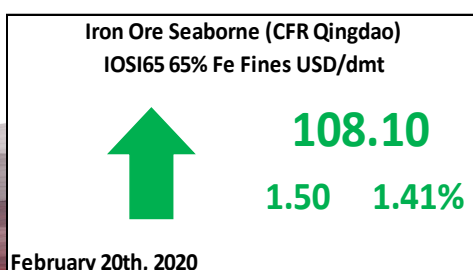 Iron Ore Seaborne (CFR Qingdao)
IOSI65 65% Fe Fines USD/dmt
108.10
1.50 1.41%
February 20th, 2020